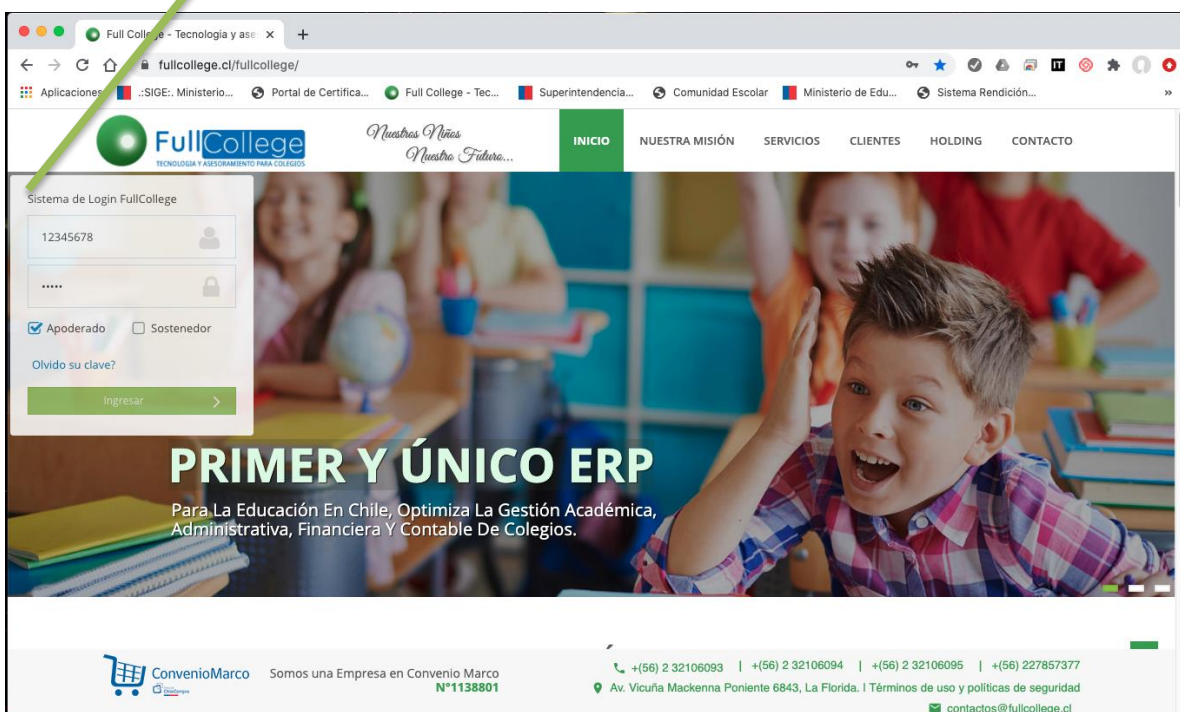 Full College - Tecnologia y ase
fullcollege.cl/fullcollege/
Aplicaciones
.:SIGE:. Ministerio...
Portal de Certifica...
Full College - Tec...
Superintendencia...
Comunidad Escolar
Ministerio de Edu...
Sistema Rendición...
»
FullCollege
TECNOLOGIA Y ASESORAMIENTO PARA COLEGIOS
Nuestros Niños
Nuestro Futuro...
INICIO
NUESTRA MISIÓN
SERVICIOS
CLIENTES
HOLDING
CONTACTO
Sistema de Login FullCollege
12345678
•••••
Apoderado
Sostenedor
Olvido su clave?
Ingresar
PRIMER Y ÚNICO ERP
Para La Educación En Chile, Optimiza La Gestión Académica,
Administrativa, Financiera Y Contable De Colegios.
ConvenioMarco
Somos una Empresa en Convenio Marco
N°1138801
+(56) 2 32106093 | +(56) 2 32106094 | +(56) 2 32106095 | +(56) 227857377
Av. Vicuña Mackenna Poniente 6843, La Florida. | Términos de uso y políticas de seguridad
contactos@fullcollege.cl